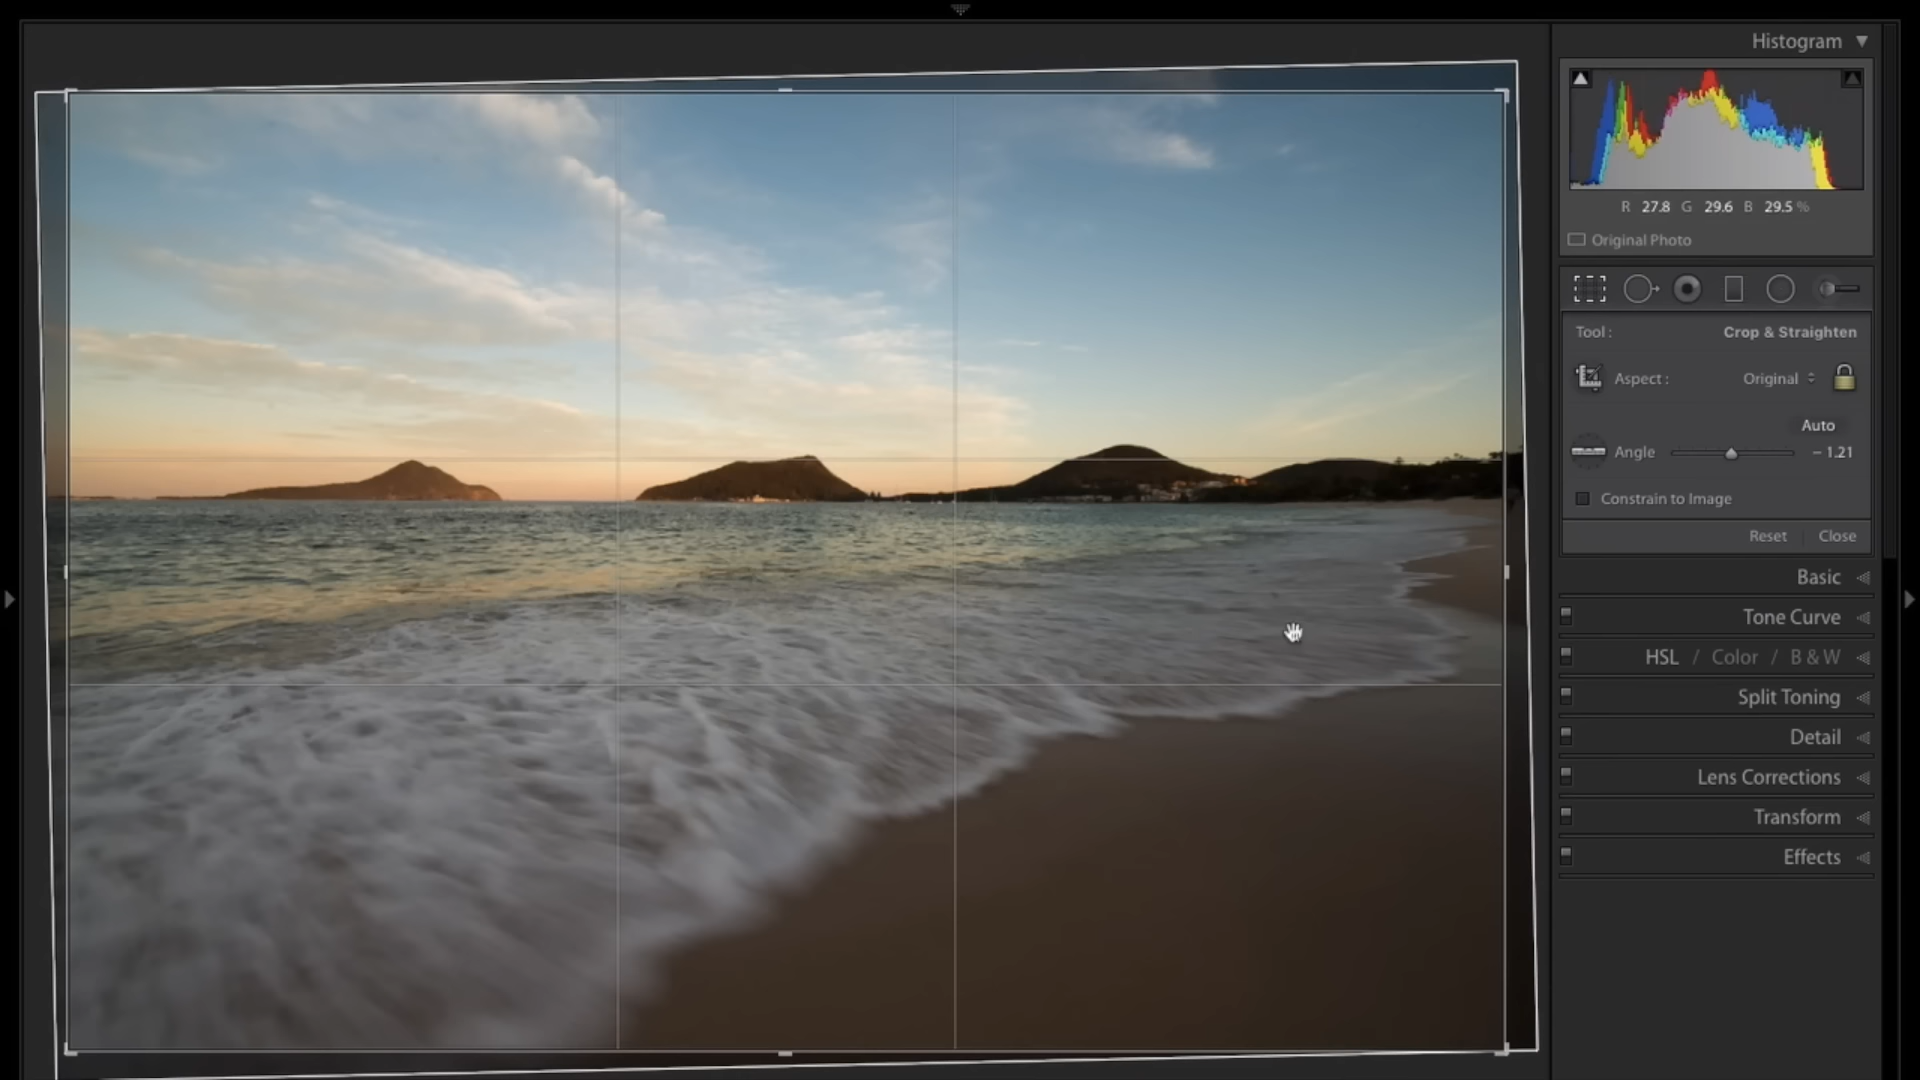 Histogram
R 27.8 G 29.6 B 29.5 %
Original Photo
Tool : Crop & Straighten
Aspect : Original
Auto
Angle – 1.21
Constrain to Image
Reset Close
Basic
Tone Curve
HSL / Color / B & W
Split Toning
Detail
Lens Corrections
Transform
Effects